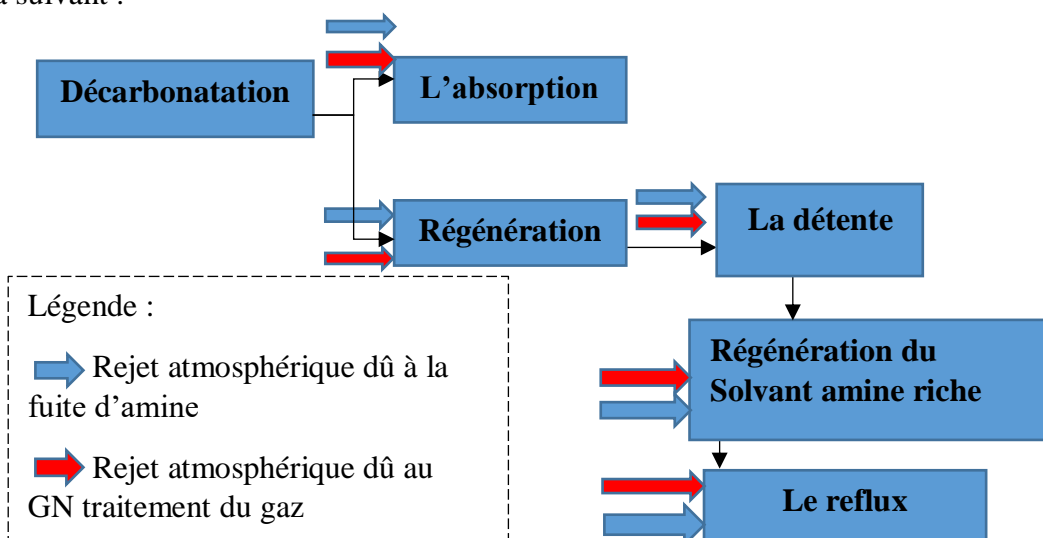 suivant :
Décarbonatation
L’absorption
Régénération
La détente
Légende :
Rejet atmosphérique dû à la
fuite d’amine
Rejet atmosphérique dû au
GN traitement du gaz
Régénération du
Solvant amine riche
Le reflux